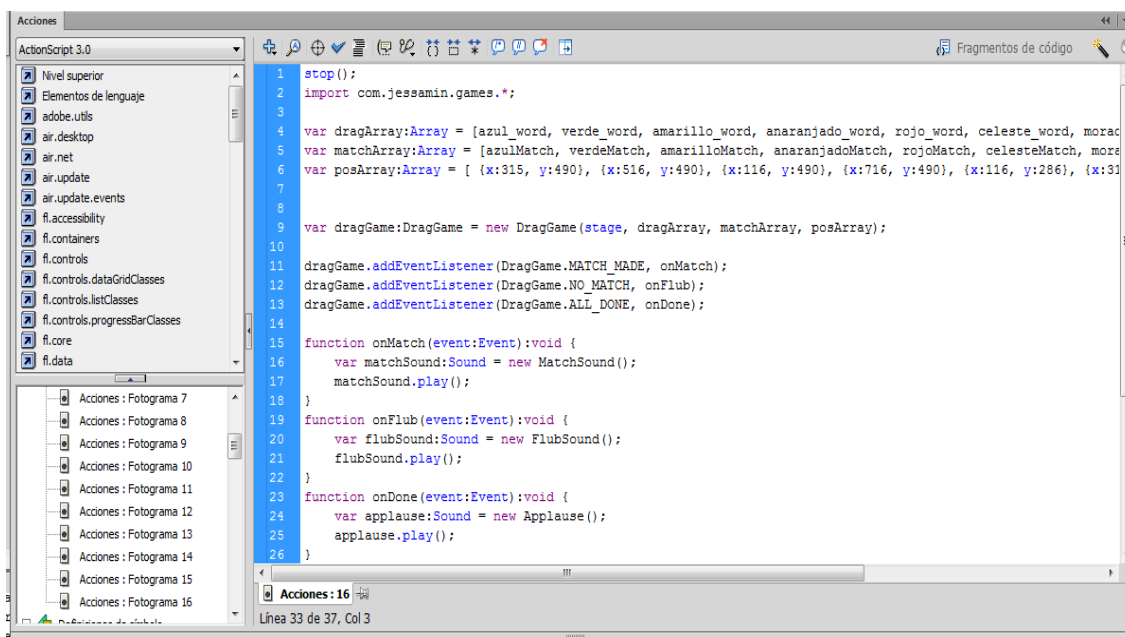 Acciones
ActionScript 3.0
Nivel superior
Elementos de lenguaje
adobe.utils
air.desktop
air.net
air.update
air.update.events
fl.accessibility
fl.containers
fl.controls
fl.controls.dataGridClasses
fl.controls.listClasses
fl.controls.progressBarClasses
fl.core
fl.data
Acciones : Fotograma 7
Acciones : Fotograma 8
Acciones : Fotograma 9
Acciones : Fotograma 10
Acciones : Fotograma 11
Acciones : Fotograma 12
Acciones : Fotograma 13
Acciones : Fotograma 14
Acciones : Fotograma 15
Acciones : Fotograma 16
Fragmentos de código
1 stop();
2 import com.jessamin.games.*;
3
4 var dragArray:Array = [azul_word, verde_word, amarillo_word, anaranjado_word, rojo_word, celeste_word, morad
5 var matchArray:Array = [azulMatch, verdeMatch, amarilloMatch, anaranjadoMatch, rojoMatch, celesteMatch, mora
6 var posArray:Array = [ {x:315, y:490}, {x:516, y:490}, {x:116, y:490}, {x:716, y:490}, {x:116, y:286}, {x:31
7
8
9 var dragGame:DragGame = new DragGame(stage, dragArray, matchArray, posArray);
10
11 dragGame.addEventListener(DragGame.MATCH_MADE, onMatch);
12 dragGame.addEventListener(DragGame.NO_MATCH, onFlub);
13 dragGame.addEventListener(DragGame.ALL_DONE, onDone);
14
15 function onMatch(event:Event):void {
16 var matchSound:Sound = new MatchSound();
17 matchSound.play();
18 }
19 function onFlub(event:Event):void {
20 var flubSound:Sound = new FlubSound();
21 flubSound.play();
22 }
23 function onDone(event:Event):void {
24 var applause:Sound = new Applause();
25 applause.play();
26 }
Acciones : 16
Línea 33 de 37, Col 3